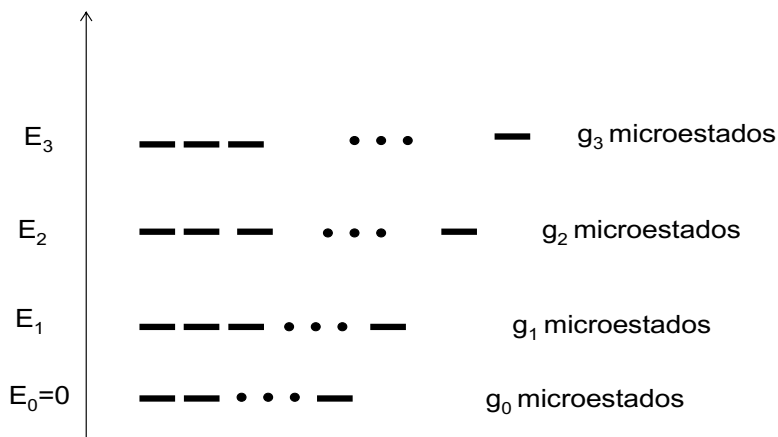 E₃ g₃ microestados
E₂ g₂ microestados
E₁ g₁ microestados
E₀=0 g₀ microestados